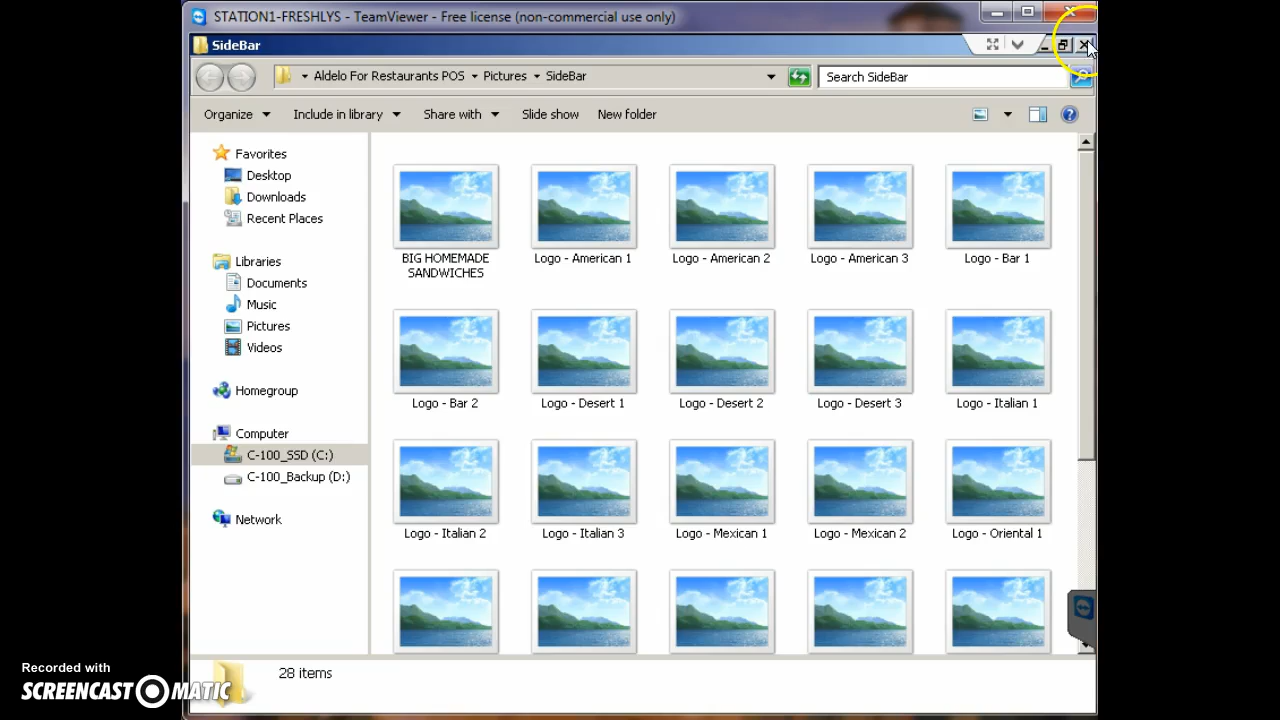 STATION1-FRESHLYS - TeamViewer - Free license (non-commercial use only)
SideBar
Aldelo For Restaurants POS Pictures SideBar
Search SideBar
Organize Include in library Share with Slide show New folder
Favorites
Desktop
Downloads
Recent Places
Libraries
Documents
Music
Pictures
Videos
Homegroup
Computer
C-100_SSD (C:)
C-100_Backup (D:)
Network
BIG HOMEMADE
SANDWICHES
Logo - American 1
Logo - American 2
Logo - American 3
Logo - Bar 1
Logo - Bar 2
Logo - Desert 1
Logo - Desert 2
Logo - Desert 3
Logo - Italian 1
Logo - Italian 2
Logo - Italian 3
Logo - Mexican 1
Logo - Mexican 2
Logo - Oriental 1
28 items
Recorded with
SCREENCAST-O-MATIC